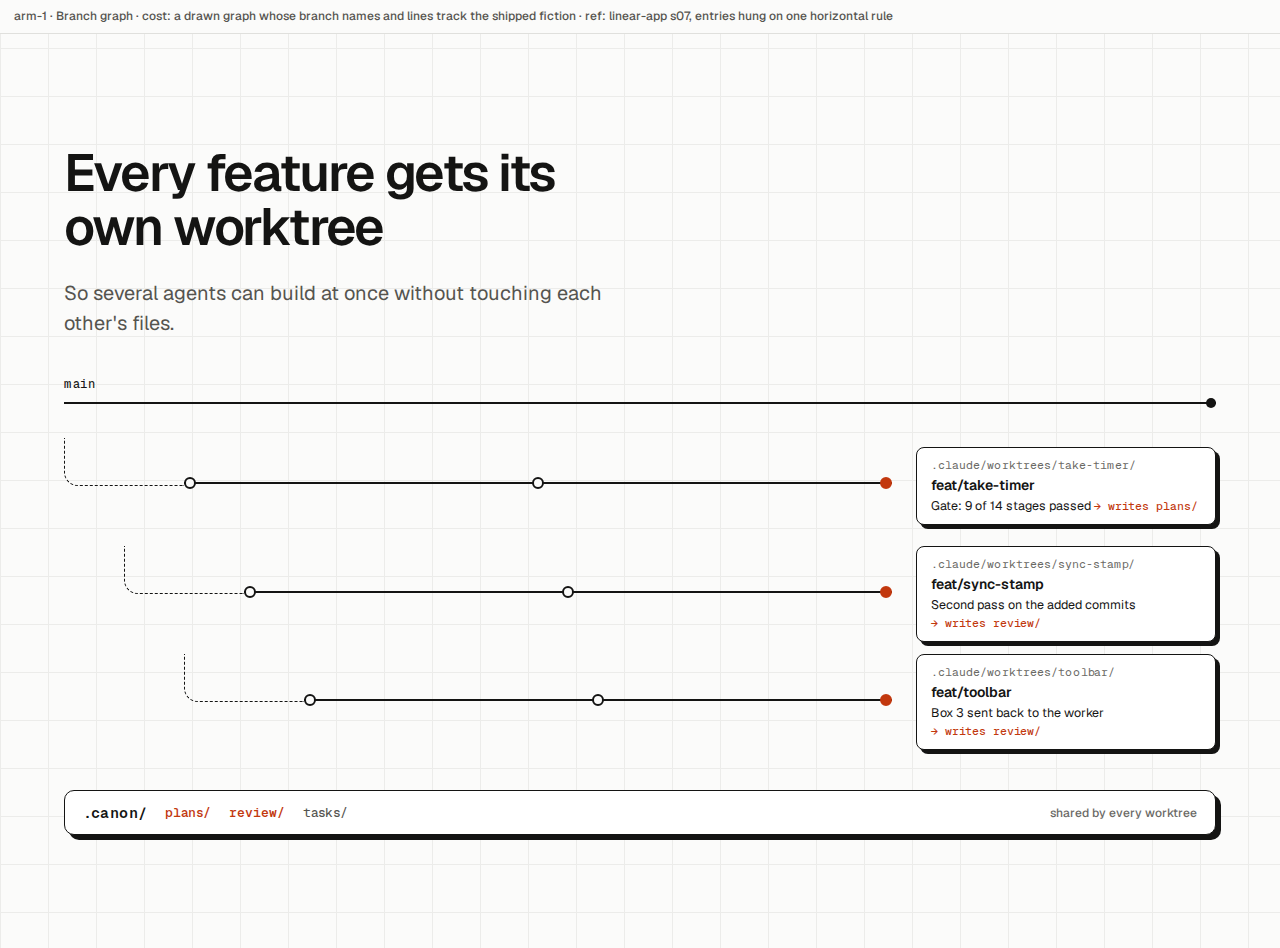 arm-1 · Branch graph · cost: a drawn graph whose branch names and lines track the shipped fiction · ref: linear-app s07, entries hung on one horizontal rule
Every feature gets its
own worktree
So several agents can build at once without touching each
other's files.
main
.claude/worktrees/take-timer/
feat/take-timer
Gate: 9 of 14 stages passed → writes plans/
.claude/worktrees/sync-stamp/
feat/sync-stamp
Second pass on the added commits
→ writes review/
.claude/worktrees/toolbar/
feat/toolbar
Box 3 sent back to the worker
→ writes review/
.canon/ plans/ review/ tasks/ shared by every worktree